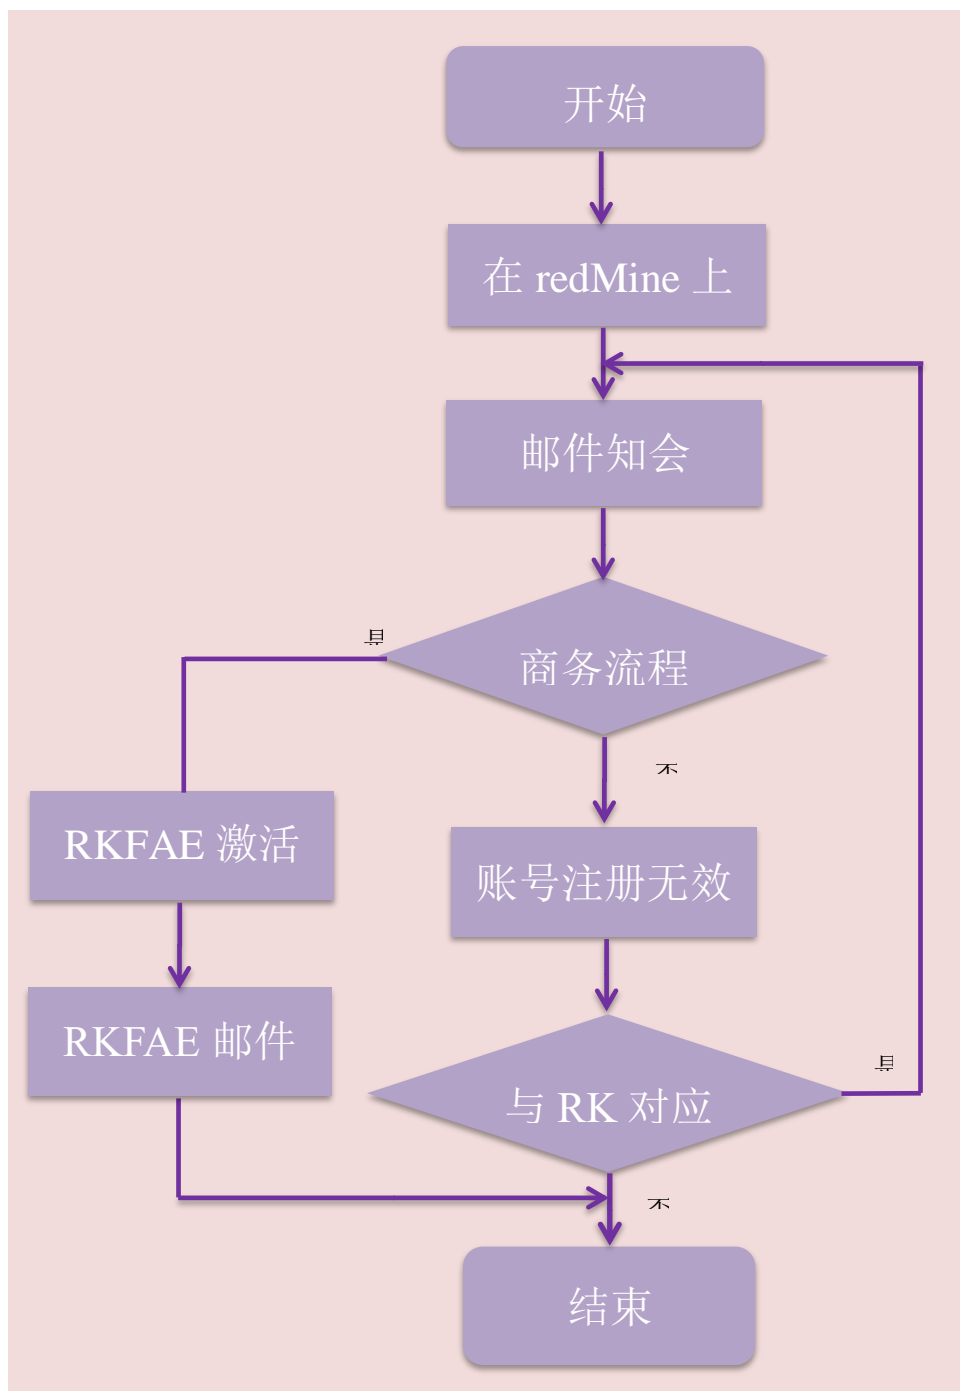 开始
在 redMine 上
邮件知会
商务流程
RKFAE 激活
账号注册无效
RKFAE 邮件
与 RK 对应
结束